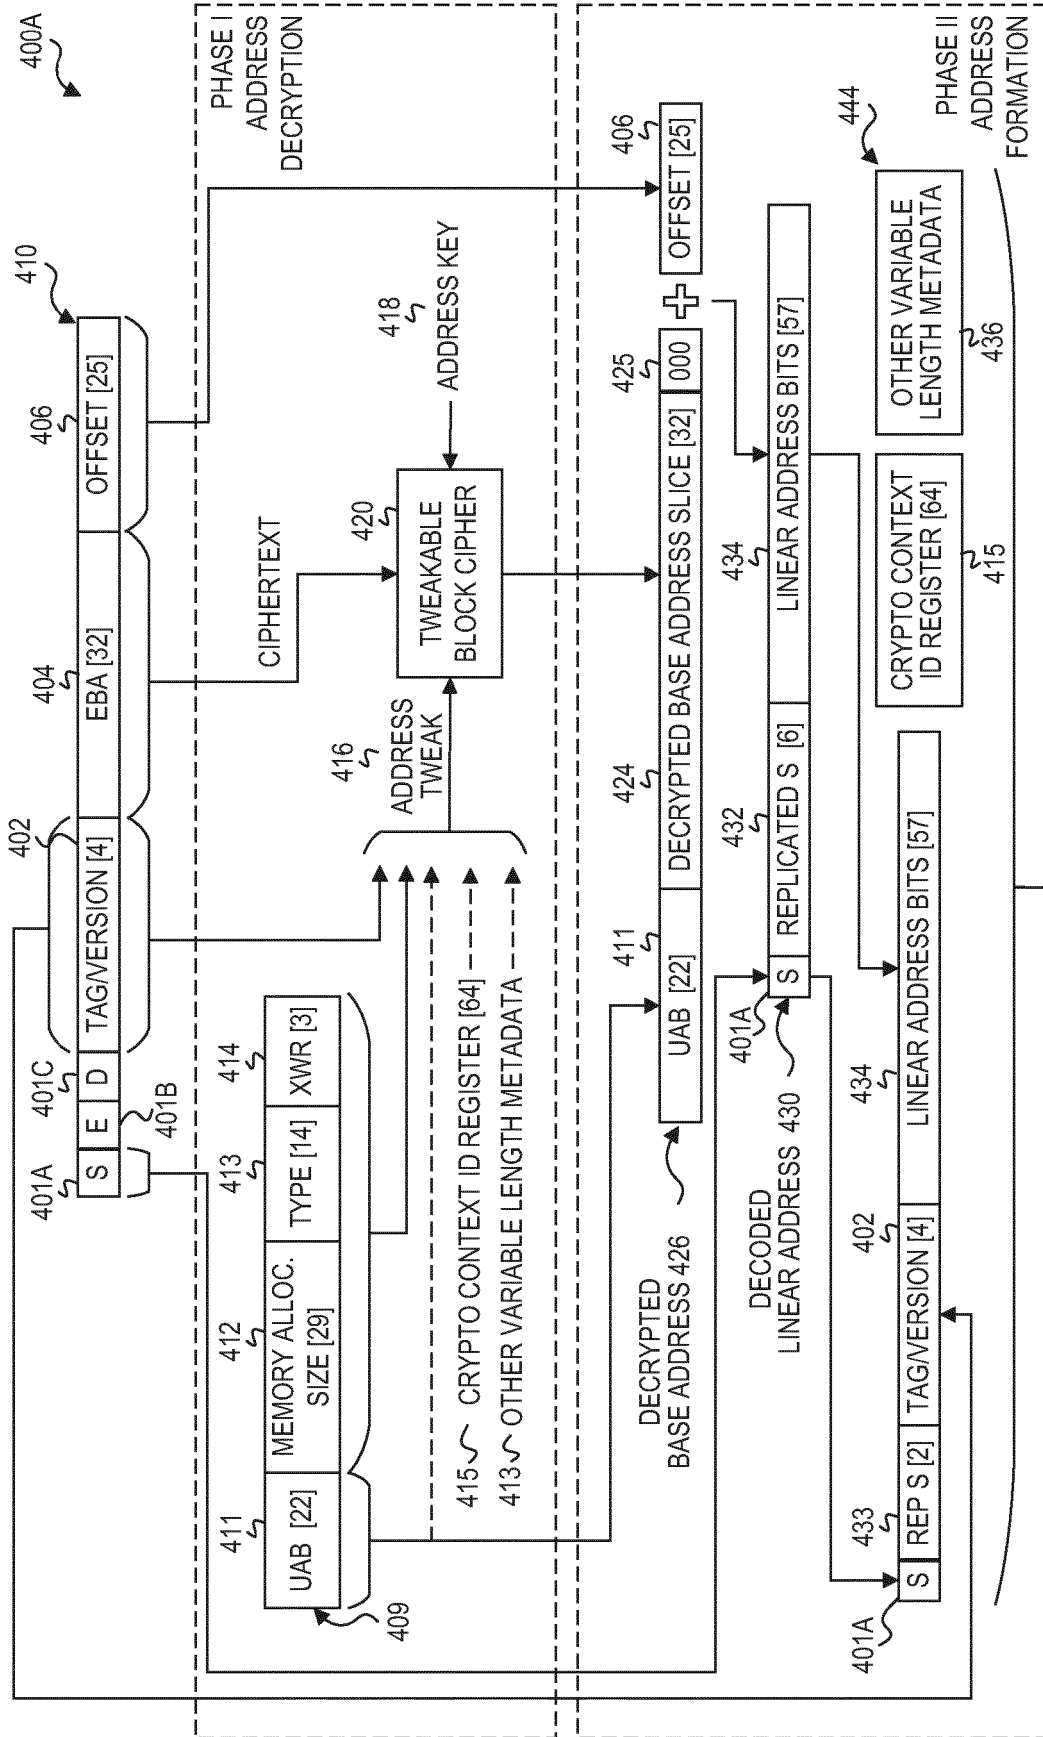 400A
410
401A
401B
401C
402
404
406
S
E
D
TAG/VERSION [4]
EBA [32]
OFFSET [25]
PHASE I
ADDRESS
DECRYPTION
411
412
413
414
UAB [22]
MEMORY ALLOC.
SIZE [29]
TYPE [14]
XWR [3]
409
CIPHERTEXT
416
ADDRESS
TWEAK
420
TWEAKABLE
BLOCK CIPHER
418
ADDRESS KEY
415
CRYPTO CONTEXT ID REGISTER [64]
413
OTHER VARIABLE LENGTH METADATA
411
424
425
406
UAB [22]
DECRYPTED BASE ADDRESS SLICE [32]
000
OFFSET [25]
DECRYPTED
BASE ADDRESS 426
401A
432
434
S
REPLICATED S [6]
LINEAR ADDRESS BITS [57]
DECODED
LINEAR ADDRESS 430
401A
433
402
434
S
REP S [2]
TAG/VERSION [4]
LINEAR ADDRESS BITS [57]
CRYPTO CONTEXT
ID REGISTER [64]
415
OTHER VARIABLE
LENGTH METADATA
436
444
PHASE II
ADDRESS
FORMATION